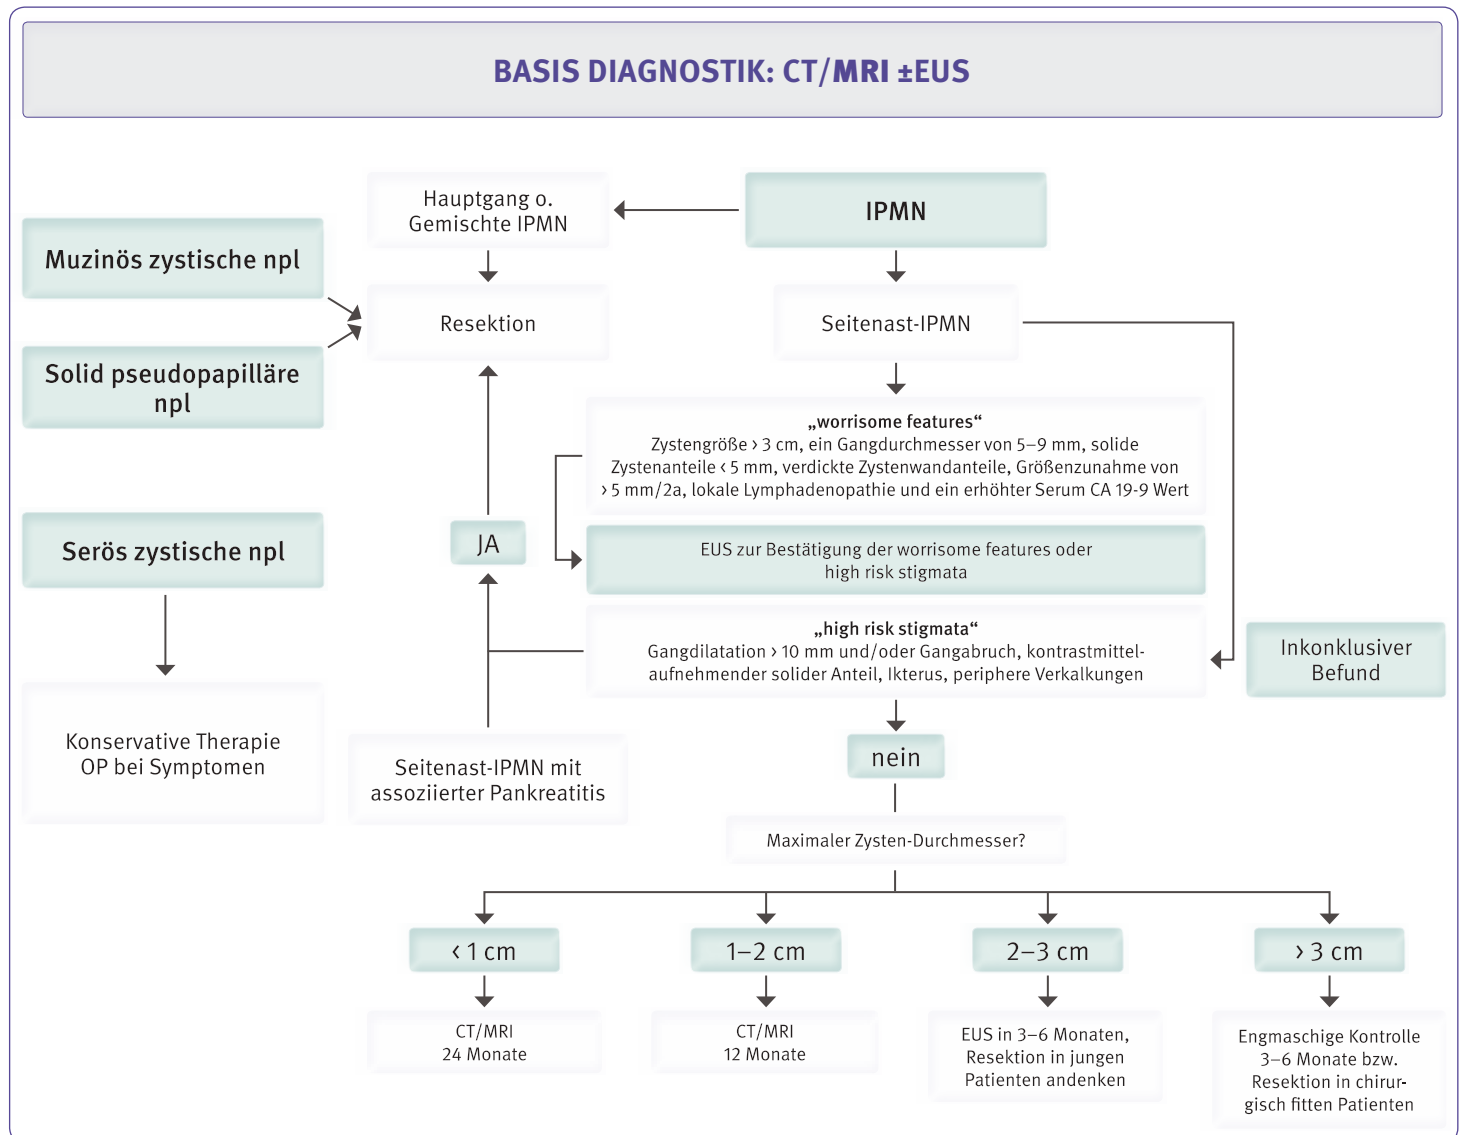 BASIS DIAGNOSTIK: CT/MRI ±EUS
Hauptgang o.
Gemischte IPMN
IPMN
Muzinös zystische npl
Resektion
Seitenast-IPMN
Solid pseudopapilläre
npl
„worrisome features“
Zystengröße > 3 cm, ein Gangdurchmesser von 5–9 mm, solide
Zystenanteile < 5 mm, verdickte Zystenwandanteile, Größenzunahme von
> 5 mm/2a, lokale Lymphadenopathie und ein erhöhter Serum CA 19-9 Wert
Serös zystische npl
JA
EUS zur Bestätigung der worrisome features oder
high risk stigmata
„high risk stigmata“
Gangdilatation > 10 mm und/oder Gangabruch, kontrastmittel-
aufnehmender solider Anteil, Ikterus, periphere Verkalkungen
Inkonklusiver
Befund
Konservative Therapie
OP bei Symptomen
Seitenast-IPMN mit
assoziierter Pankreatitis
nein
Maximaler Zysten-Durchmesser?
< 1 cm
1–2 cm
2–3 cm
> 3 cm
CT/MRI
24 Monate
CT/MRI
12 Monate
EUS in 3–6 Monaten,
Resektion in jungen
Patienten andenken
Engmaschige Kontrolle
3–6 Monate bzw.
Resektion in chirur-
gisch fitten Patienten